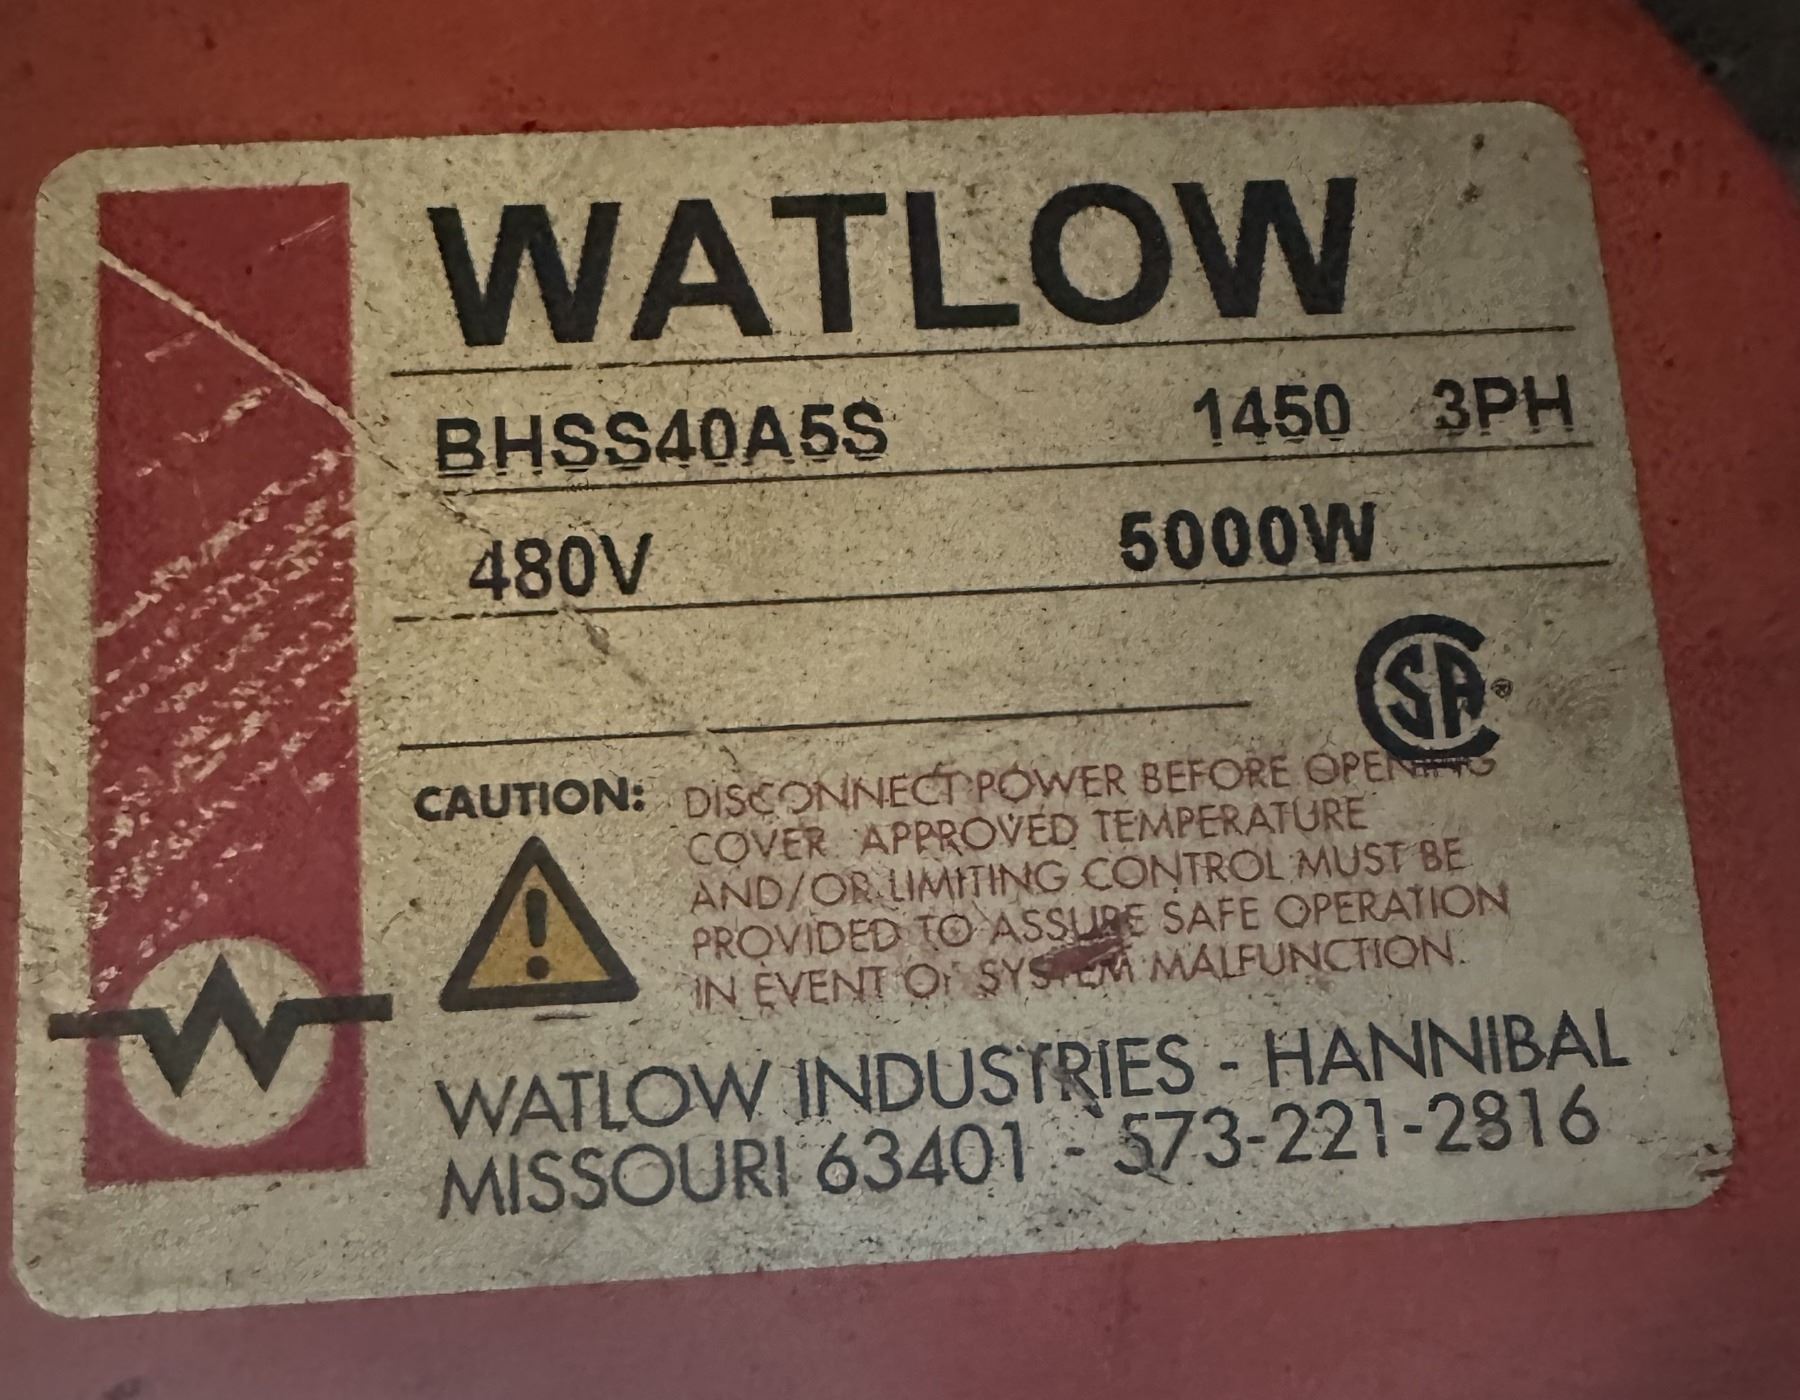 WATLOW
BHSS40A5S 1450 3PH
480V 5000W
CSA ®
CAUTION: DISCONNECT POWER BEFORE OPENING
COVER. APPROVED TEMPERATURE
AND/OR LIMITING CONTROL MUST BE
PROVIDED TO ASSURE SAFE OPERATION
IN EVENT OF SYSTEM MALFUNCTION.
WATLOW INDUSTRIES - HANNIBAL
MISSOURI 63401 - 573-221-2816